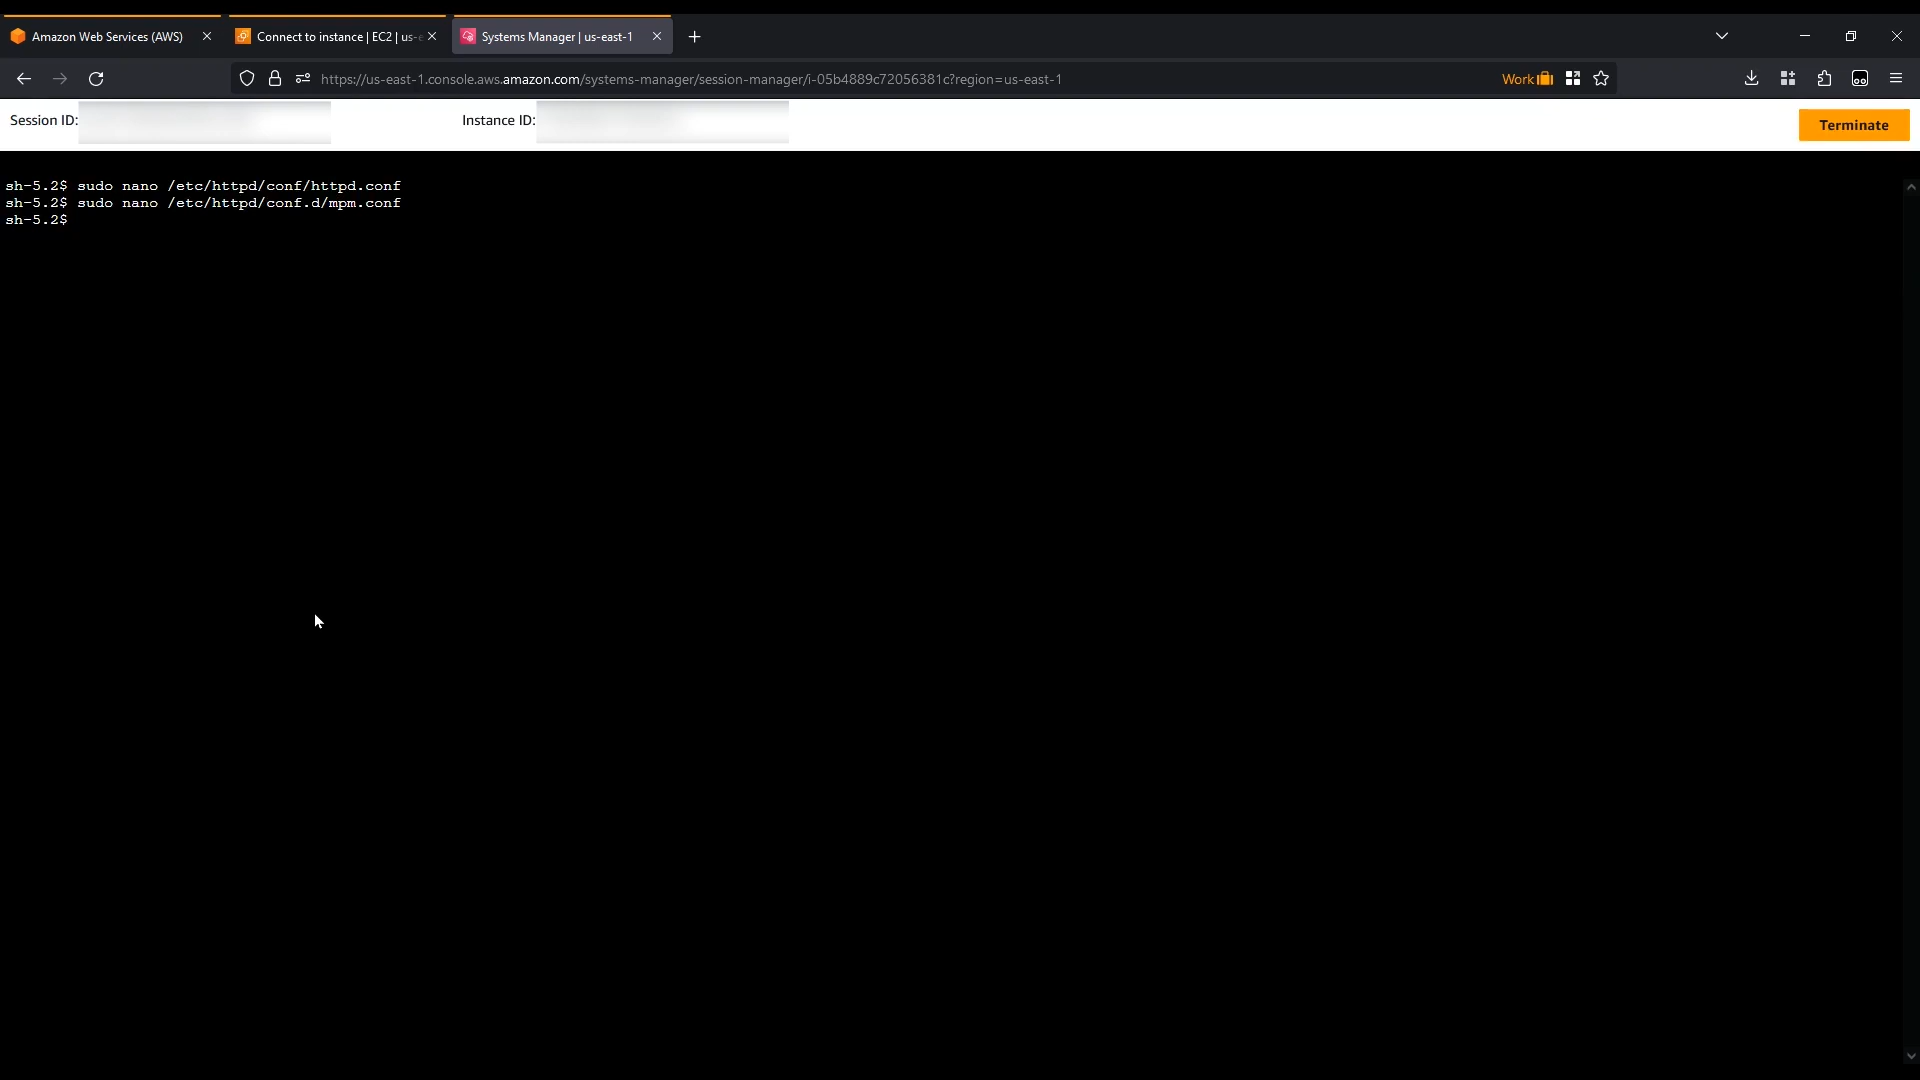 Amazon Web Services (AWS)
Connect to instance | EC2 | us-e
Systems Manager | us-east-1
https://us-east-1.console.aws.amazon.com/systems-manager/session-manager/i-05b4889c72056381c?region=us-east-1
Work
Session ID:
Instance ID:
Terminate
sh-5.2$ sudo nano /etc/httpd/conf/httpd.conf
sh-5.2$ sudo nano /etc/httpd/conf.d/mpm.conf
sh-5.2$